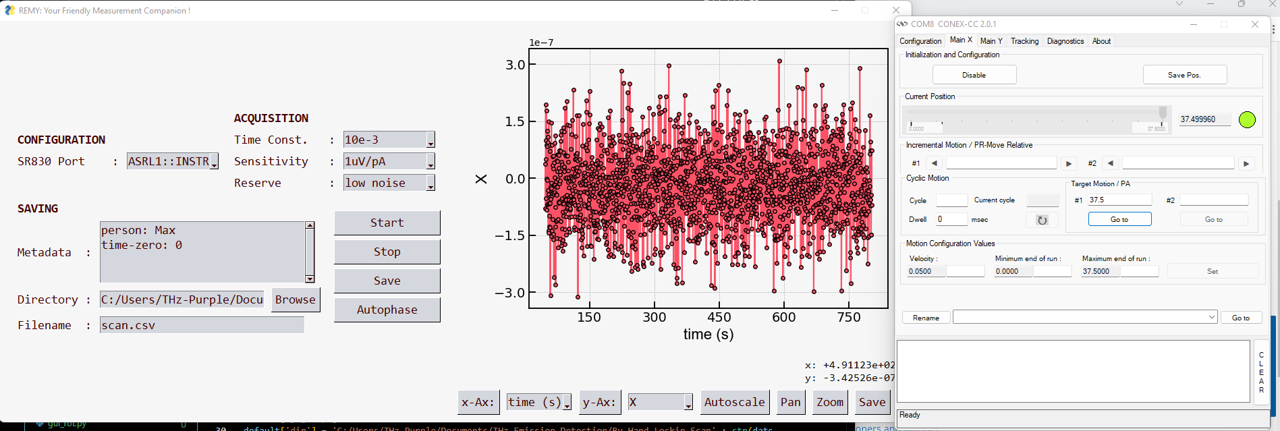 REMY: Your Friendly Measurement Companion !
CONFIGURATION
SR830 Port : ASRL1::INSTR
ACQUISITION
Time Const. : 10e-3
Sensitivity : 1uV/pA
Reserve : low noise
SAVING
Metadata : person: Max
time-zero: 0
Directory : C:/Users/THz-Purple/Docu Browse
Filename : scan.csv
Start
Stop
Save
Autophase
1e-7
3.0
1.5
0.0
-1.5
-3.0
X
150 300 450 600 750
time (s)
x: +4.91123e+02
y: -3.42526e-07
x-Ax: time (s) y-Ax: X Autoscale Pan Zoom Save
COM8 CONEX-CC 2.0.1
Configuration Main X Main Y Tracking Diagnostics About
Initialization and Configuration
Disable Save Pos.
Current Position
0.0000 37.5000 37.499960
Incremental Motion / PR-Move Relative
#1 #2
Cyclic Motion
Cycle Current cycle
Dwell 0 msec
Target Motion / PA
#1 37.5 #2
Go to Go to
Motion Configuration Values
Velocity : Minimum end of run : Maximum end of run :
0.0500 0.0000 37.5000 Set
Rename Go to
CLEAR
Ready
gui_rof.py